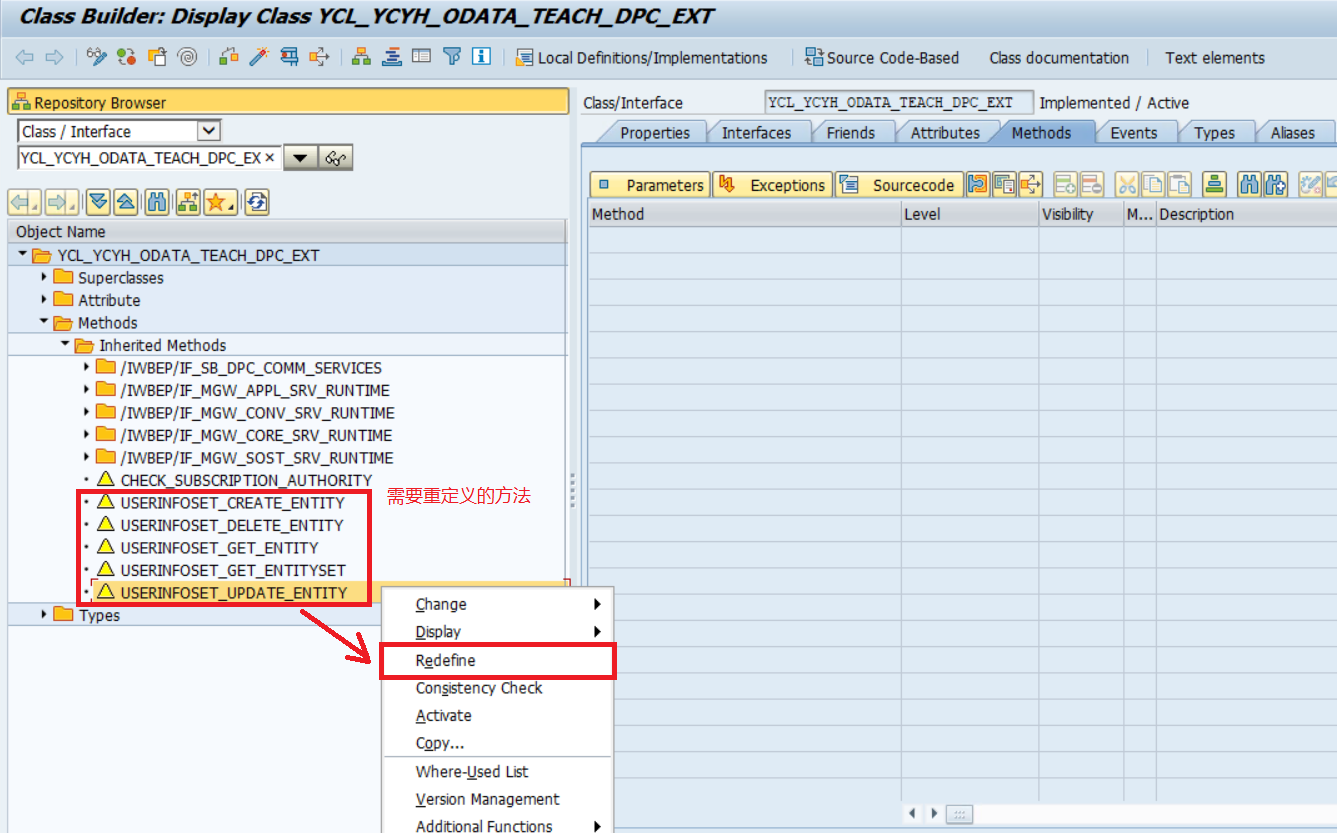 Class Builder: Display Class YCL_YCYH_ODATA_TEACH_DPC_EXT
Local Definitions/Implementations
Source Code-Based
Class documentation
Text elements
Repository Browser
Class / Interface
YCL_YCYH_ODATA_TEACH_DPC_EX
Object Name
YCL_YCYH_ODATA_TEACH_DPC_EXT
Superclasses
Attribute
Methods
Inherited Methods
/IWBEP/IF_SB_DPC_COMM_SERVICES
/IWBEP/IF_MGW_APPL_SRV_RUNTIME
/IWBEP/IF_MGW_CONV_SRV_RUNTIME
/IWBEP/IF_MGW_CORE_SRV_RUNTIME
/IWBEP/IF_MGW_SOST_SRV_RUNTIME
CHECK_SUBSCRIPTION_AUTHORITY
USERINFOSET_CREATE_ENTITY
需要重定义的方法
USERINFOSET_DELETE_ENTITY
USERINFOSET_GET_ENTITY
USERINFOSET_GET_ENTITYSET
USERINFOSET_UPDATE_ENTITY
Types
Change
Display
Redefine
Consistency Check
Activate
Copy...
Where-Used List
Version Management
Additional Functions
Class/Interface
YCL_YCYH_ODATA_TEACH_DPC_EXT
Implemented / Active
Properties
Interfaces
Friends
Attributes
Methods
Events
Types
Aliases
Parameters
Exceptions
Sourcecode
Method
Level
Visibility
M...
Description